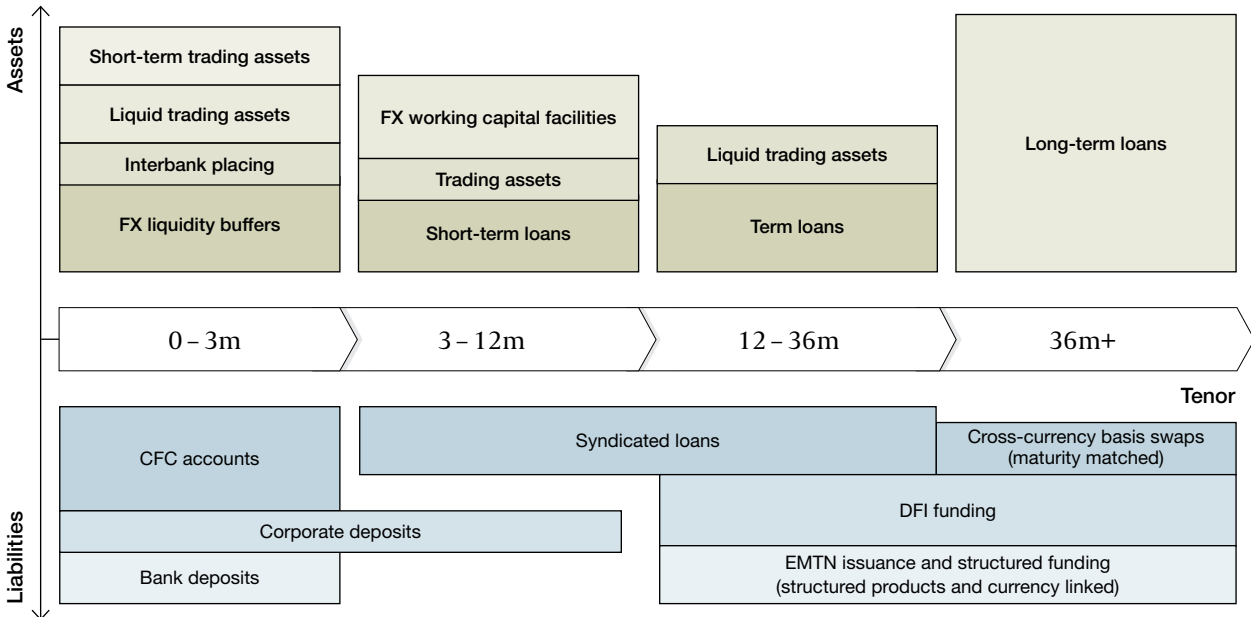 Assets
Short-term trading assets
Liquid trading assets
Interbank placing
FX liquidity buffers
FX working capital facilities
Trading assets
Short-term loans
Liquid trading assets
Term loans
Long-term loans
0 – 3m
3 – 12m
12 – 36m
36m+
Tenor
Liabilities
CFC accounts
Corporate deposits
Bank deposits
Syndicated loans
Cross-currency basis swaps
(maturity matched)
DFI funding
EMTN issuance and structured funding
(structured products and currency linked)